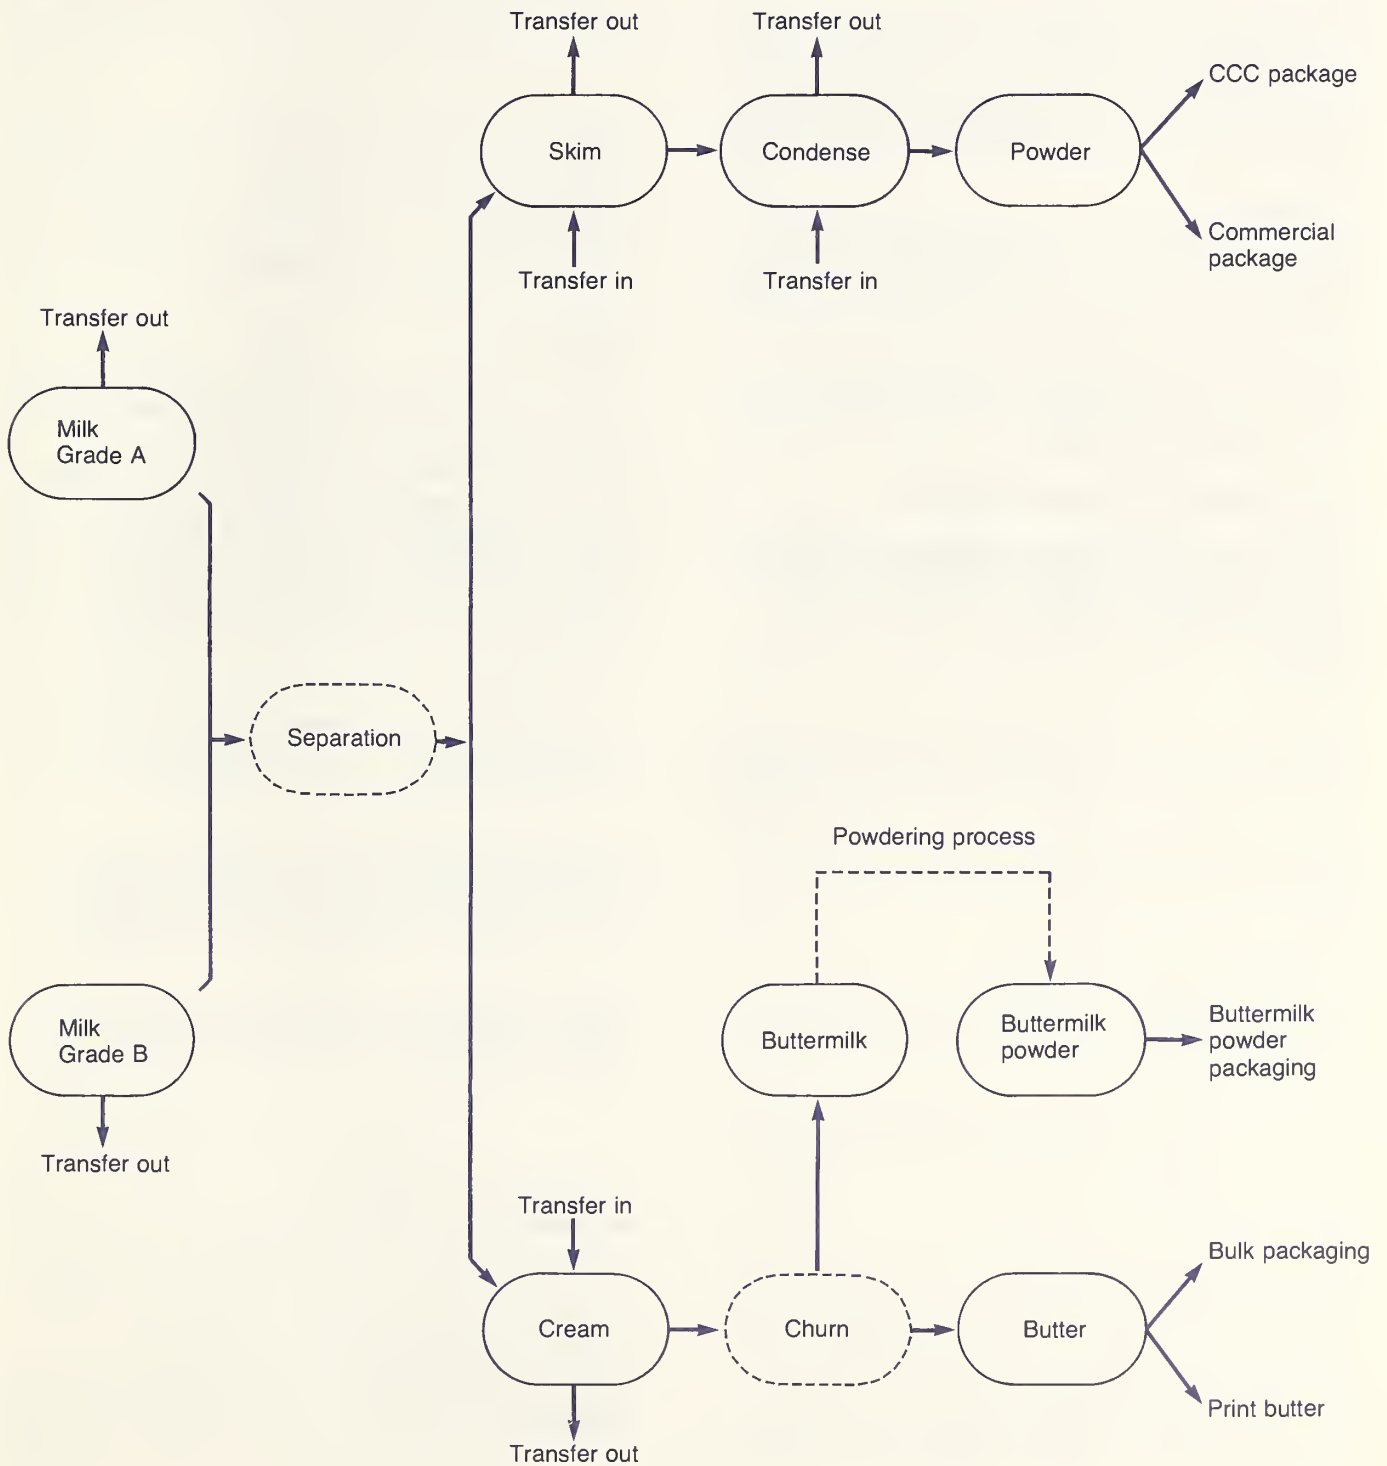 Transfer out
Transfer out
CCC package
Skim
Condense
Powder
Commercial
package
Transfer in
Transfer in
Transfer out
Milk
Grade A
Separation
Powdering process
Milk
Grade B
Buttermilk
Buttermilk
powder
Buttermilk
powder
packaging
Transfer out
Transfer in
Bulk packaging
Cream
Churn
Butter
Print butter
Transfer out